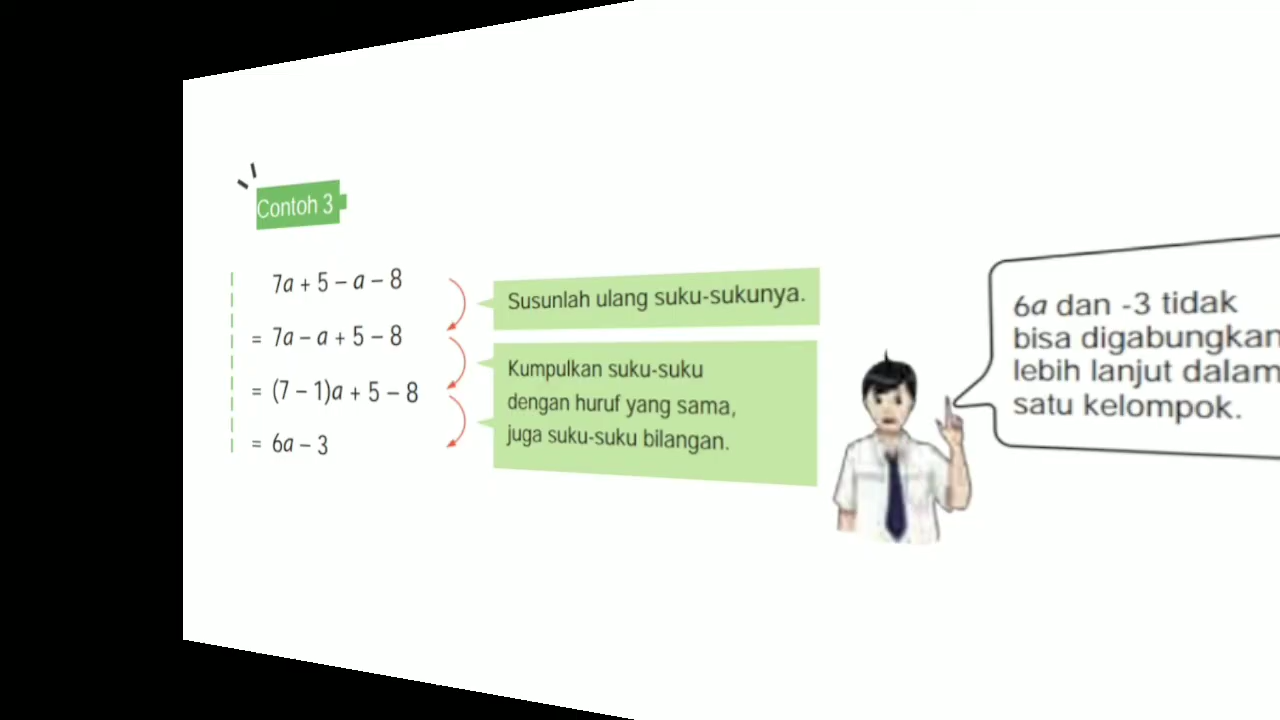 Contoh 3
7a + 5 – a – 8
= 7a – a + 5 – 8
= (7 – 1)a + 5 – 8
= 6a – 3
Susunlah ulang suku-sukunya.
Kumpulkan suku-suku
dengan huruf yang sama,
juga suku-suku bilangan.
6a dan -3 tidak
bisa digabungkan
lebih lanjut dalam
satu kelompok.